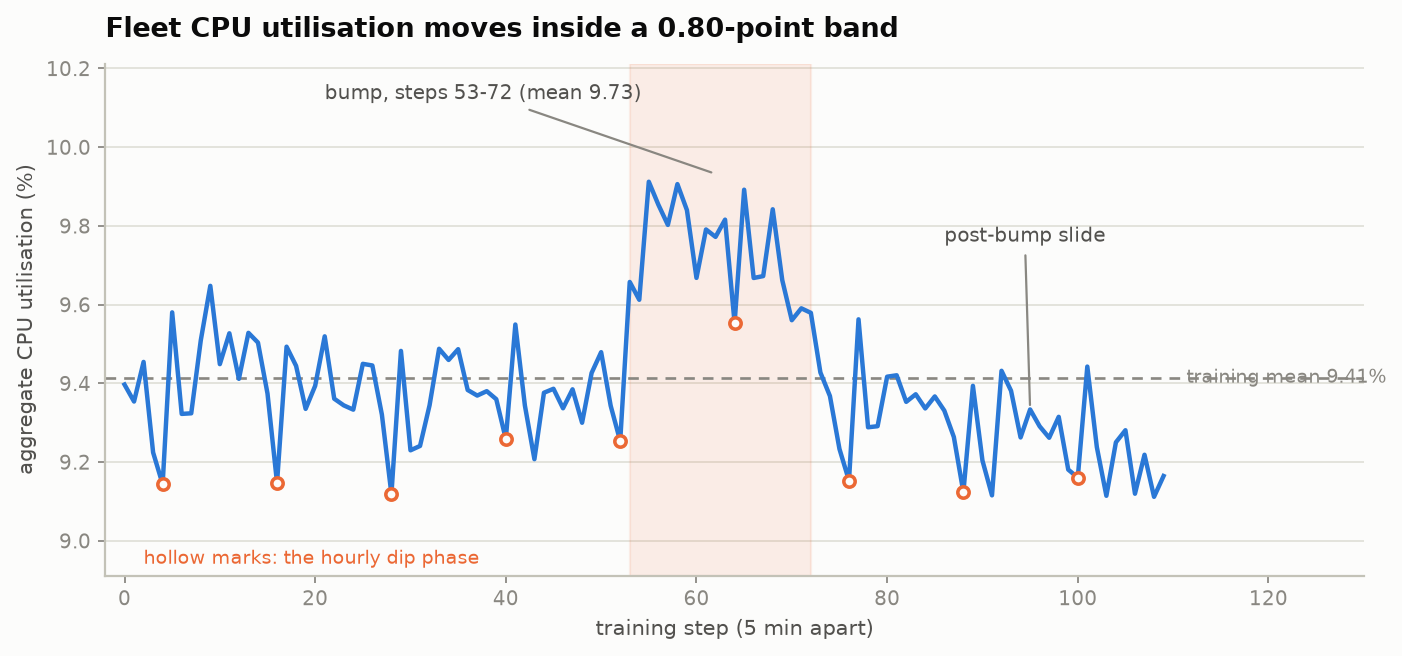 Fleet CPU utilisation moves inside a 0.80-point band
10.2
10.0
9.8
9.6
9.4
9.2
9.0
aggregate CPU utilisation (%)
bump, steps 53-72 (mean 9.73)
post-bump slide
training mean 9.41%
hollow marks: the hourly dip phase
0
20
40
60
80
100
120
training step (5 min apart)